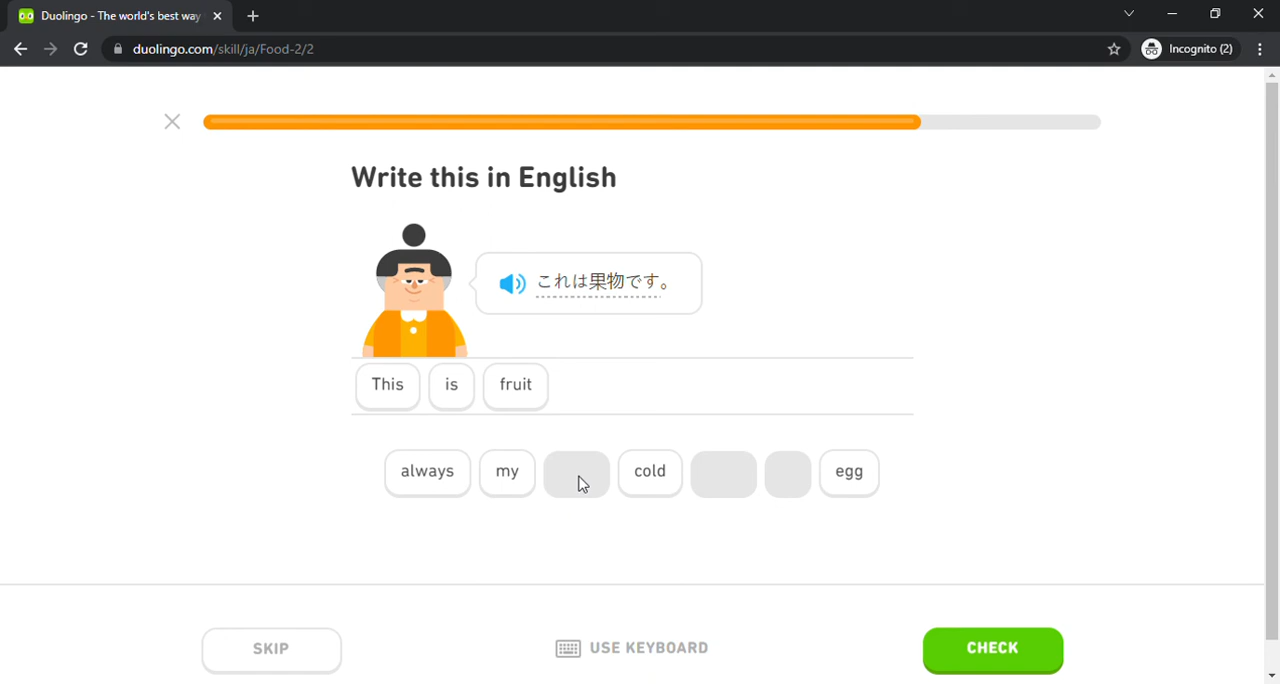 Duolingo - The world's best way
duolingo.com/skill/ja/Food-2/2
Incognito (2)
Write this in English
これは果物です。
This is fruit
always my cold egg
SKIP USE KEYBOARD CHECK